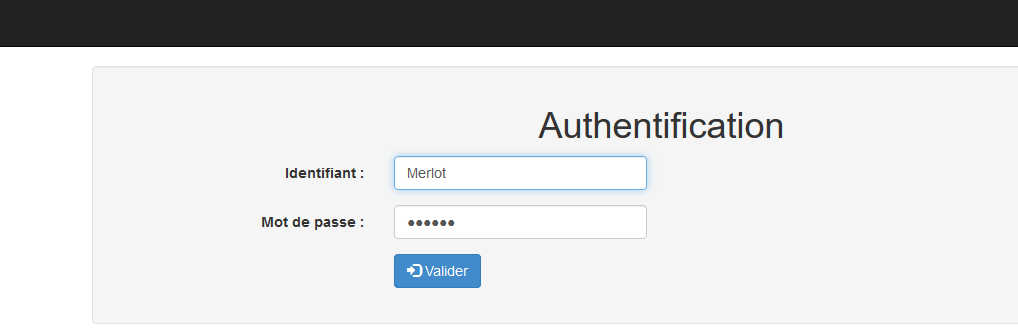 Authentification
Identifiant : Merlot
Mot de passe : ●●●●●●
Valider